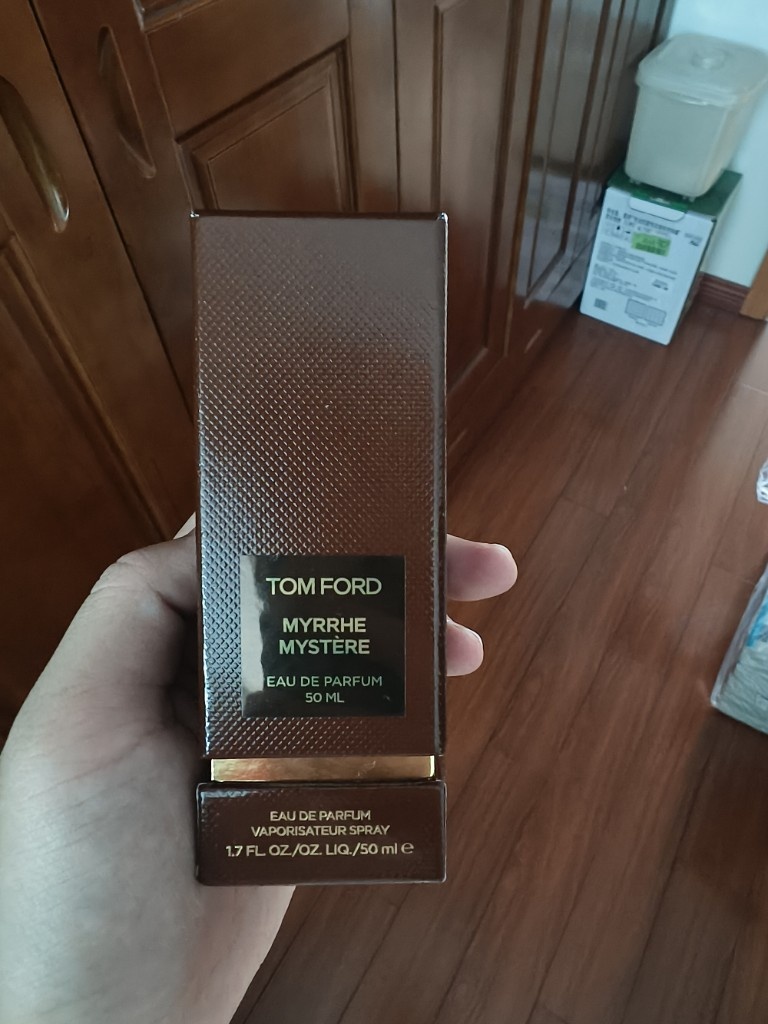 TOM FORD
MYRRHE
MYSTÈRE
EAU DE PARFUM
50 ML
EAU DE PARFUM
VAPORISATEUR SPRAY
1.7 FL. OZ./OZ. LIQ./50 ml ℮